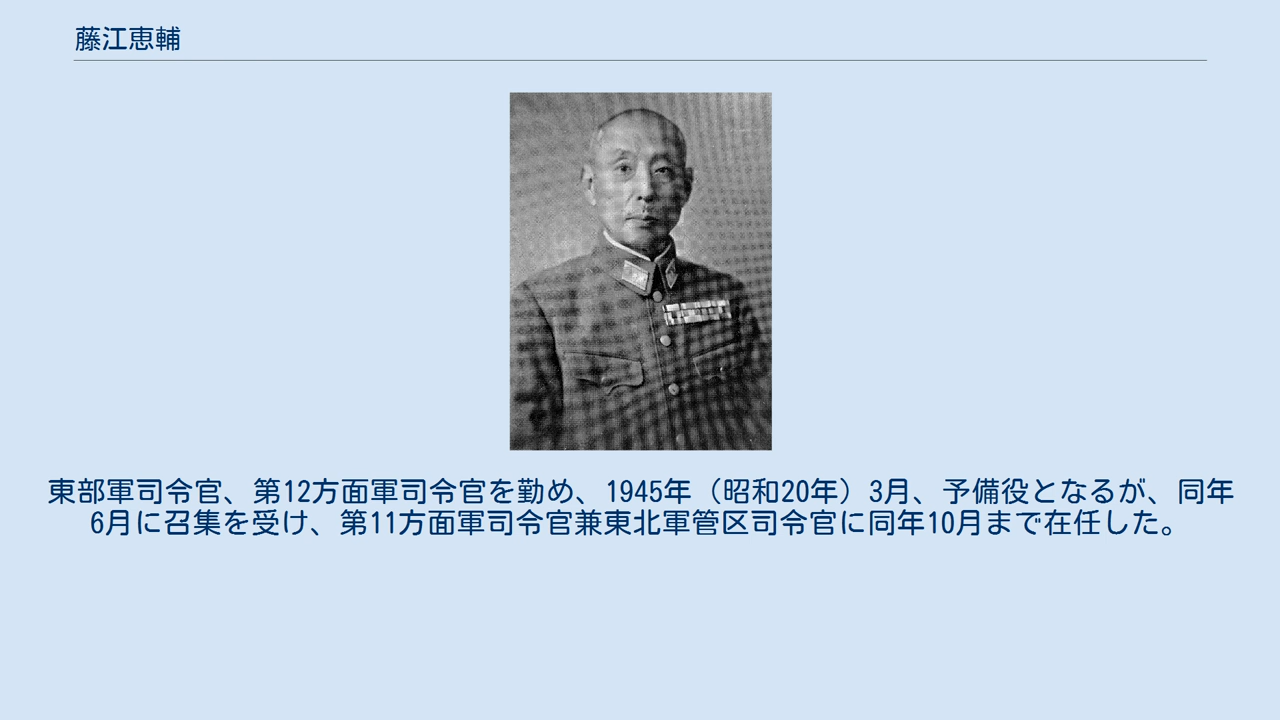 藤江恵輔
東部軍司令官、第12方面軍司令官を勤め、1945年（昭和20年）3月、予備役となるが、同年
6月に召集を受け、第11方面軍司令官兼東北軍管区司令官に同年10月まで在任した。